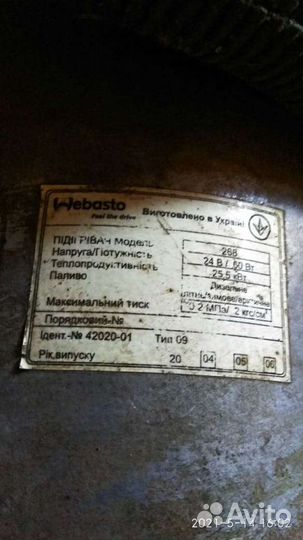 Webasto
Feel the drive
Виготовлено в Україні
ПІДІГРІВАЧ Модель 268
Напруга/Потужність 24 В / 60 Вт
Теплопродуктивність 25,5 кВт
Паливо Дизельне
Максимальний тиск 0,2 МПа/ 2 кгс/см²
Порядковий-№
Ідент.-№ 42020-01 Тип 09
Рік випуску 20 04 05 06
2021-5-14 16:02
Avito